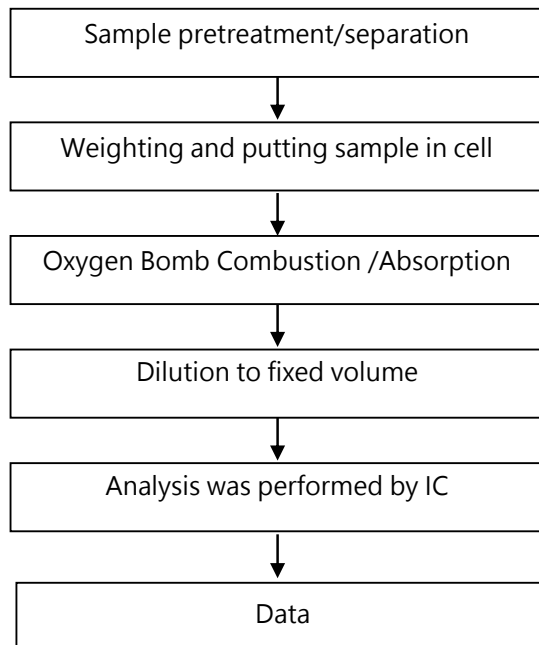 Sample pretreatment/separation
Weighting and putting sample in cell
Oxygen Bomb Combustion /Absorption
Dilution to fixed volume
Analysis was performed by IC
Data